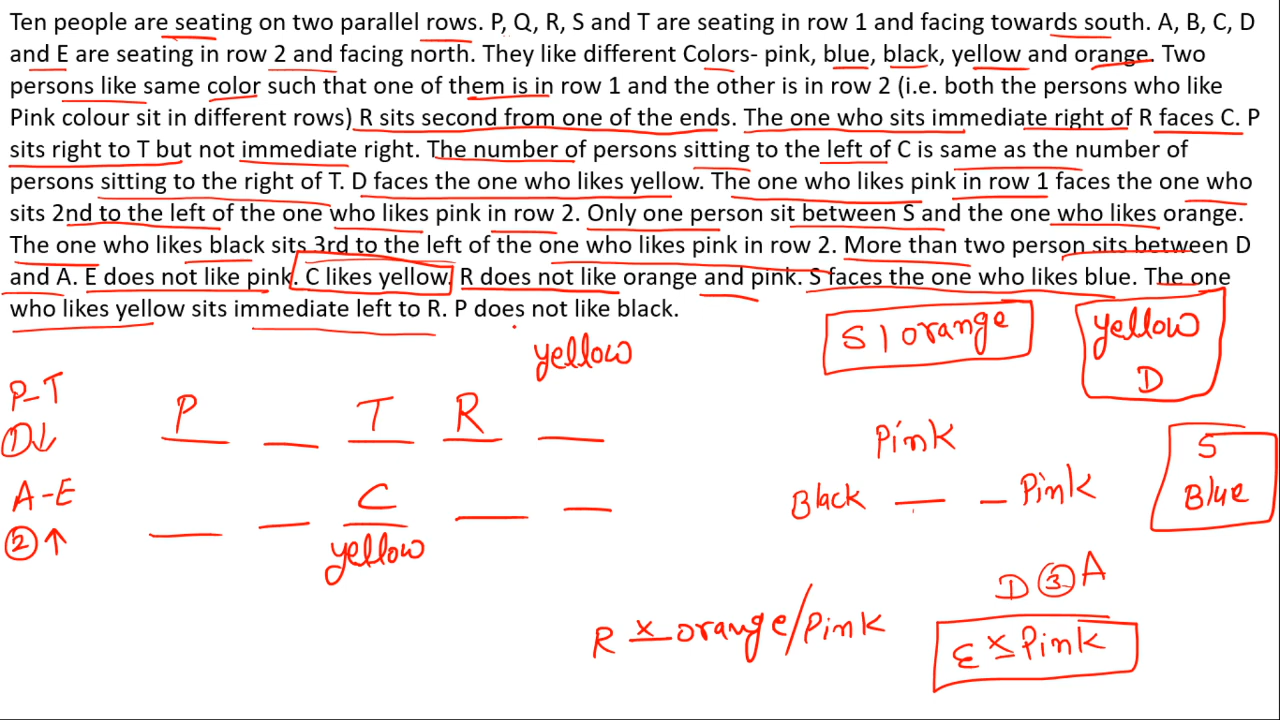 Ten people are seating on two parallel rows. P, Q, R, S and T are seating in row 1 and facing towards south. A, B, C, D
and E are seating in row 2 and facing north. They like different Colors- pink, blue, black, yellow and orange. Two
persons like same color such that one of them is in row 1 and the other is in row 2 (i.e. both the persons who like
Pink colour sit in different rows) R sits second from one of the ends. The one who sits immediate right of R faces C. P
sits right to T but not immediate right. The number of persons sitting to the left of C is same as the number of
persons sitting to the right of T. D faces the one who likes yellow. The one who likes pink in row 1 faces the one who
sits 2nd to the left of the one who likes pink in row 2. Only one person sit between S and the one who likes orange.
The one who likes black sits 3rd to the left of the one who likes pink in row 2. More than two person sits between D
and A. E does not like pink. C likes yellow. R does not like orange and pink. S faces the one who likes blue. The one
who likes yellow sits immediate left to R. P does not like black.
S | orange
yellow
D
yellow
P-T
①↓
P __ T R __
Pink
S
Blue
A-E
②↑
__ __ C __ __
yellow
Black __ _ Pink
D ③ A
R x orange/Pink
E x Pink